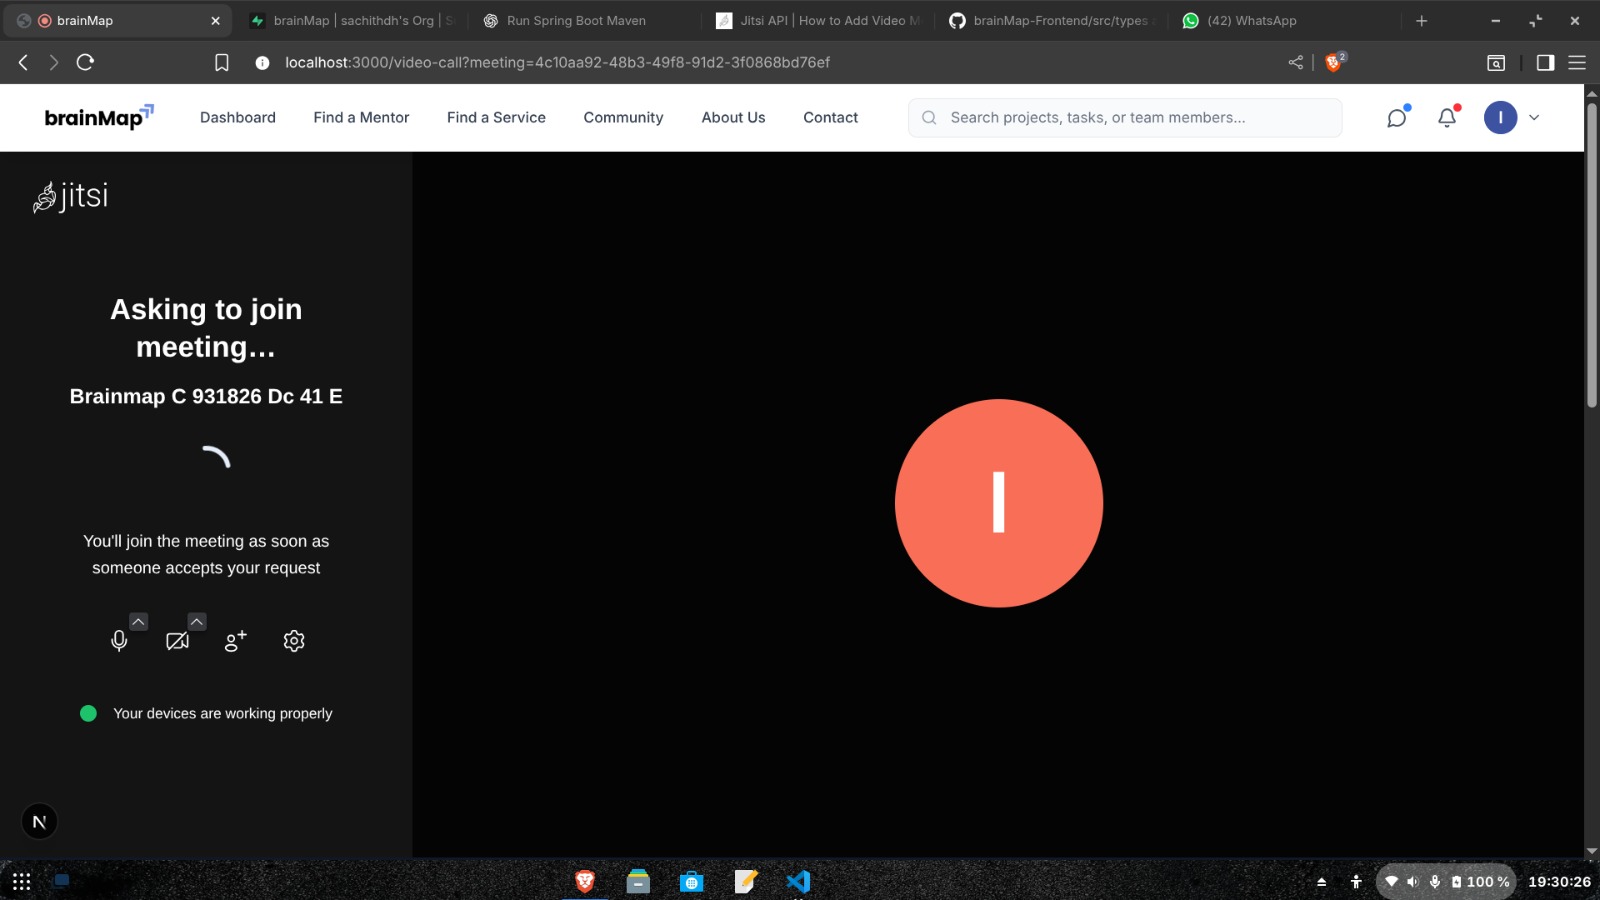 brainMap
brainMap | sachithdh's Org | S
Run Spring Boot Maven
Jitsi API | How to Add Video M
brainMap-Frontend/src/types
(42) WhatsApp
localhost:3000/video-call?meeting=4c10aa92-48b3-49f8-91d2-3f0868bd76ef
2
brainMap
Dashboard
Find a Mentor
Find a Service
Community
About Us
Contact
Search projects, tasks, or team members...
I
jitsi
Asking to join
meeting...
Brainmap C 931826 Dc 41 E
You'll join the meeting as soon as
someone accepts your request
Your devices are working properly
I
N
100 %
19:30:26